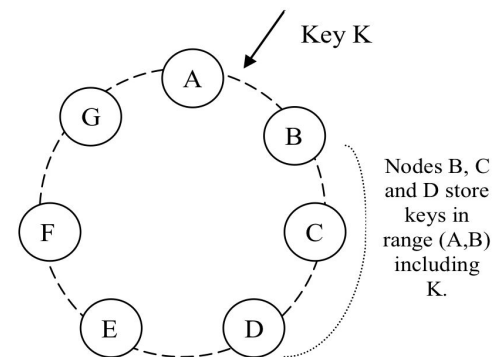 Key K
A
B
G
Nodes B, C
and D store
keys in
range (A,B)
including
K.
C
F
D
E